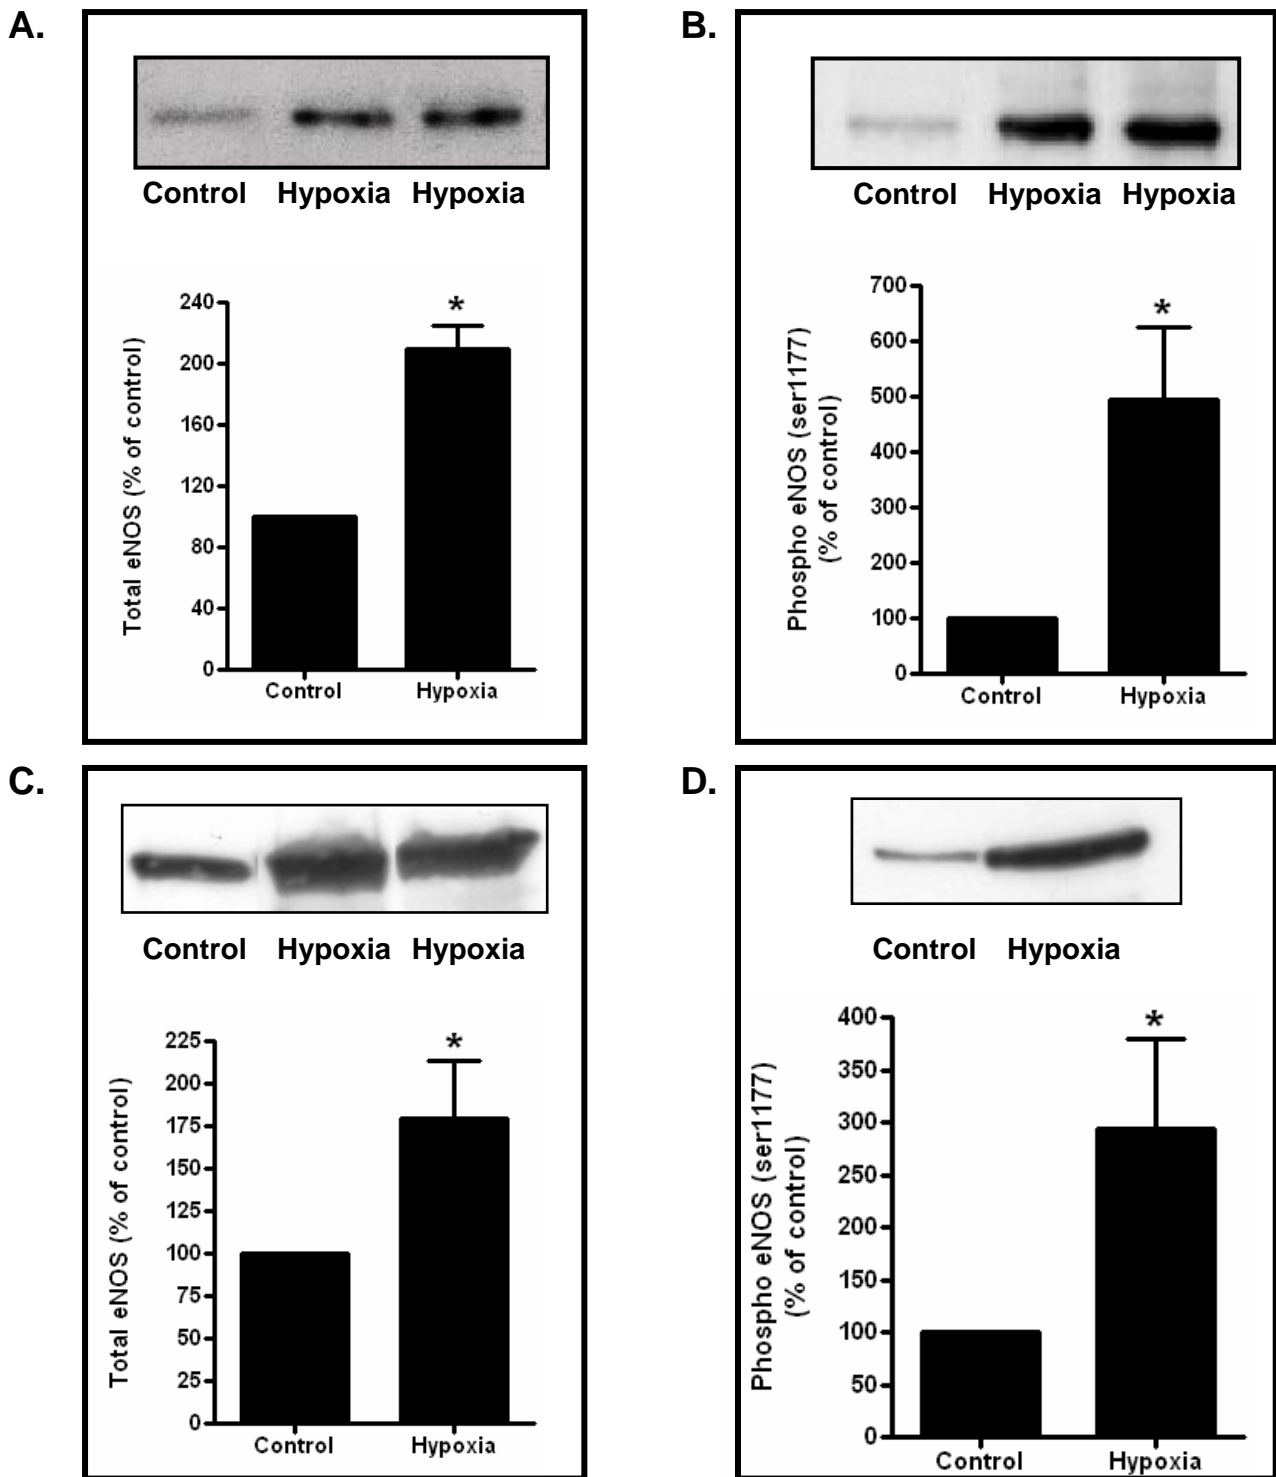 A.
Control Hypoxia Hypoxia
240
200
160
120
80
40
0
Total eNOS (% of control)
*
Control Hypoxia
B.
Control Hypoxia Hypoxia
700
600
500
400
300
200
100
0
Phospho eNOS (ser1177)
(% of control)
*
Control Hypoxia
C.
Control Hypoxia Hypoxia
225
200
175
150
125
100
75
50
25
0
Total eNOS (% of control)
*
Control Hypoxia
D.
Control Hypoxia
400
350
300
250
200
150
100
50
0
Phospho eNOS (ser1177)
(% of control)
*
Control Hypoxia